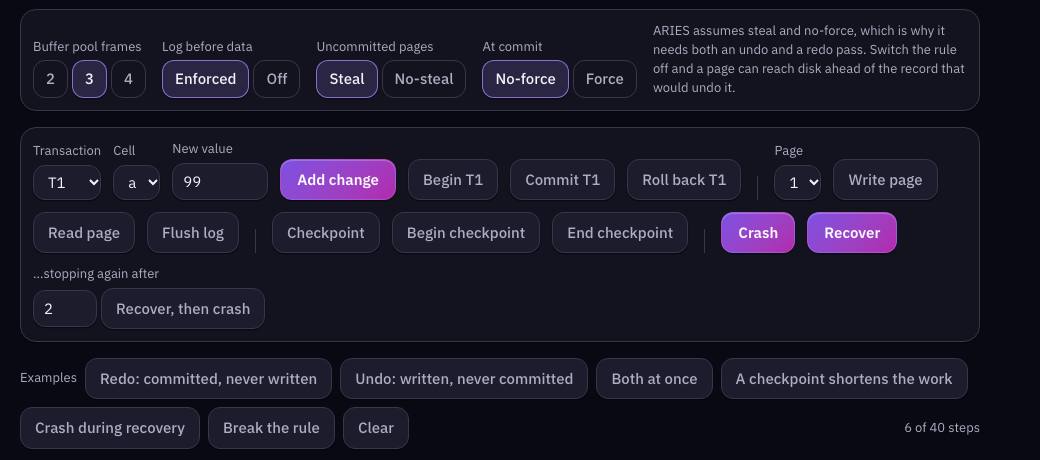 Buffer pool frames
2 3 4
Log before data
Enforced Off
Uncommitted pages
Steal No-steal
At commit
No-force Force
ARIES assumes steal and no-force, which is why it
needs both an undo and a redo pass. Switch the rule
off and a page can reach disk ahead of the record that
would undo it.
Transaction Cell New value Page
T1 a 99 Add change Begin T1 Commit T1 Roll back T1 1 Write page
Read page Flush log Checkpoint Begin checkpoint End checkpoint Crash Recover
...stopping again after
2 Recover, then crash
Examples Redo: committed, never written Undo: written, never committed Both at once A checkpoint shortens the work
Crash during recovery Break the rule Clear 6 of 40 steps